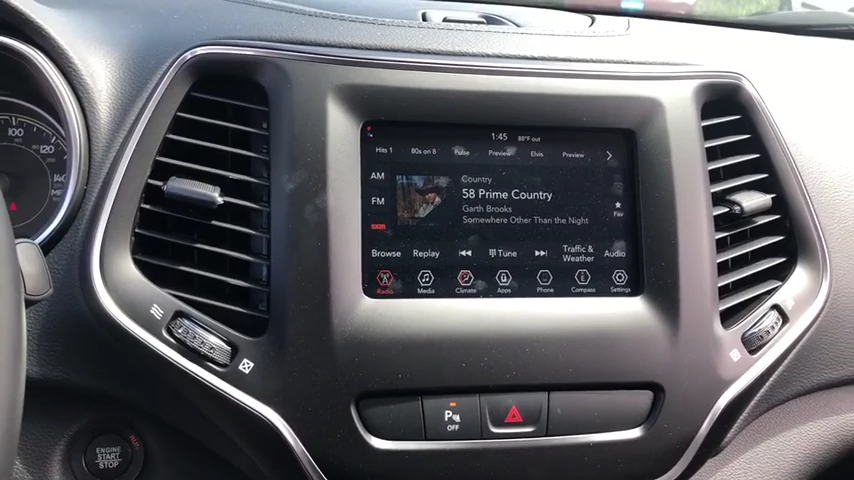 1:45 88°F out
Hits 1 80s on 8 Pulse Preview Elvis Preview
AM
Country
58 Prime Country
FM
Garth Brooks
Somewhere Other Than the Night
Fav
SXM
Browse Replay Tune Traffic & Weather Audio
Radio Media Climate Apps Phone Compass Settings
100
120
140
MPH
P
OFF
ENGINE
START
STOP
RUN